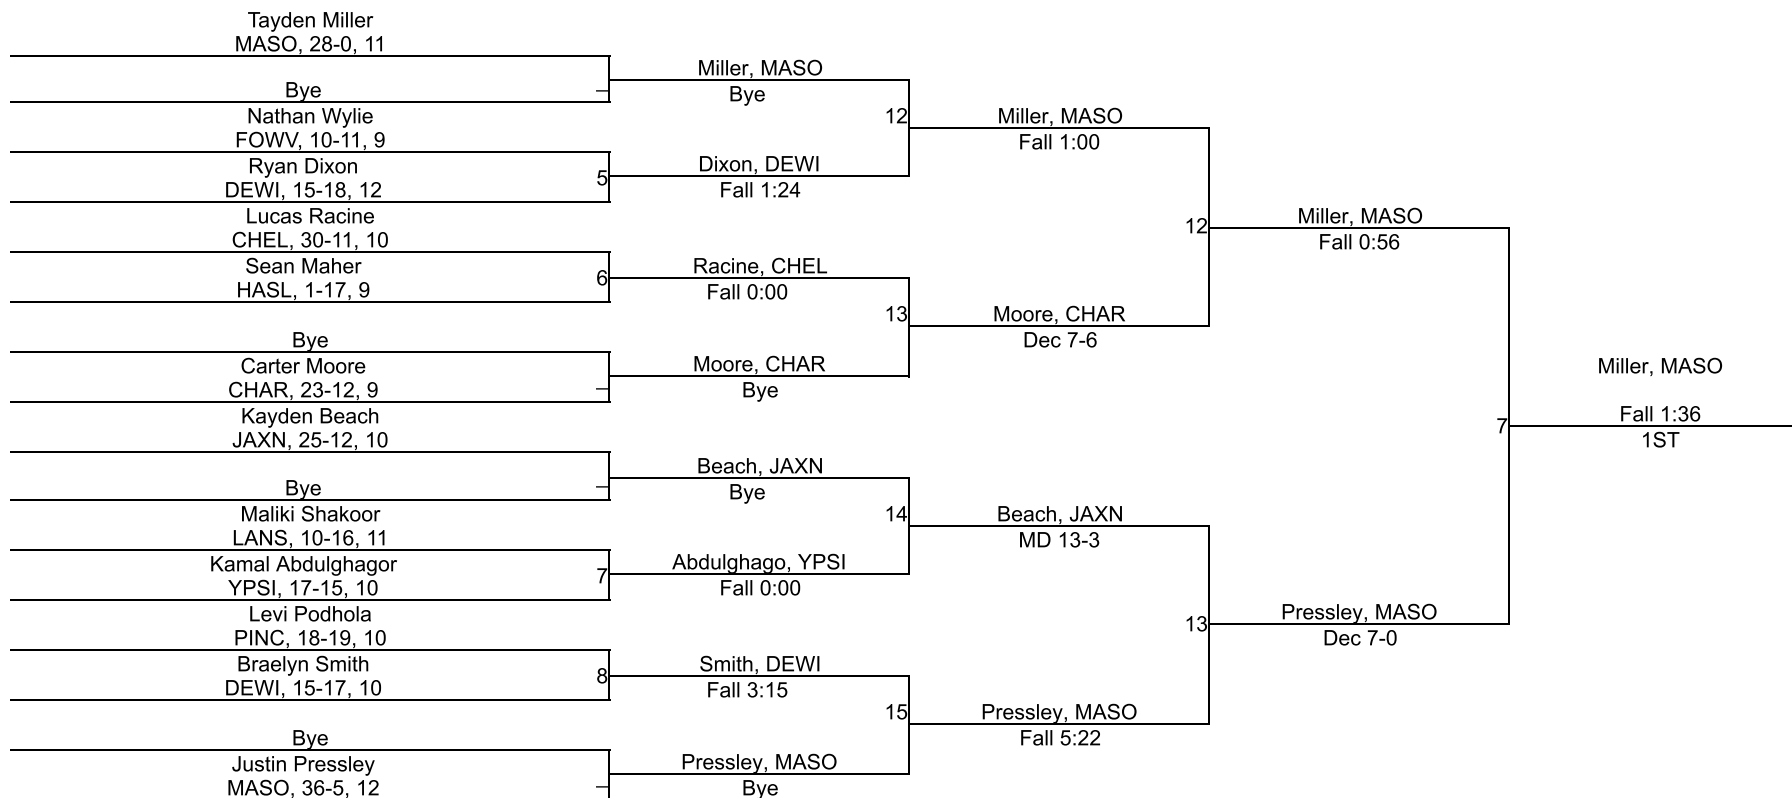 Tayden Miller
MASO, 28-0, 11
Bye
Nathan Wylie
FOWV, 10-11, 9
Ryan Dixon
DEWI, 15-18, 12
5
Lucas Racine
CHEL, 30-11, 10
Sean Maher
HASL, 1-17, 9
6
Bye
Carter Moore
CHAR, 23-12, 9
Kayden Beach
JAXN, 25-12, 10
Bye
Maliki Shakoor
LANS, 10-16, 11
Kamal Abdulghagor
YPSI, 17-15, 10
7
Levi Podhola
PINC, 18-19, 10
Braelyn Smith
DEWI, 15-17, 10
8
Bye
Justin Pressley
MASO, 36-5, 12
Miller, MASO
Bye
12
Dixon, DEWI
Fall 1:24
Racine, CHEL
Fall 0:00
13
Moore, CHAR
Bye
Beach, JAXN
Bye
14
Abdulghago, YPSI
Fall 0:00
Smith, DEWI
Fall 3:15
15
Pressley, MASO
Bye
Miller, MASO
Fall 1:00
12
Moore, CHAR
Dec 7-6
Beach, JAXN
MD 13-3
13
Pressley, MASO
Fall 5:22
Miller, MASO
Fall 0:56
7
Pressley, MASO
Dec 7-0
Miller, MASO
Fall 1:36
1ST